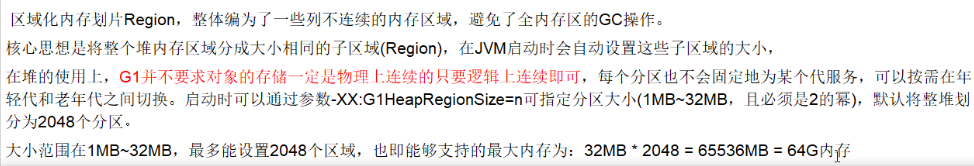 区域化内存划片Region，整体编为了一些列不连续的内存区域，避免了全内存区的GC操作。
核心思想是将整个堆内存区域分成大小相同的子区域(Region)，在JVM启动时会自动设置这些子区域的大小，
在堆的使用上，G1并不要求对象的存储一定是物理上连续的只要逻辑上连续即可，每个分区也不会固定地为某个代服务，可以按需在年
轻代和老年代之间切换。启动时可以通过参数-XX:G1HeapRegionSize=n可指定分区大小(1MB~32MB，且必须是2的幂)，默认将整堆划
分为2048个分区。
大小范围在1MB~32MB，最多能设置2048个区域，也即能够支持的最大内存为：32MB * 2048 = 65536MB = 64G内存